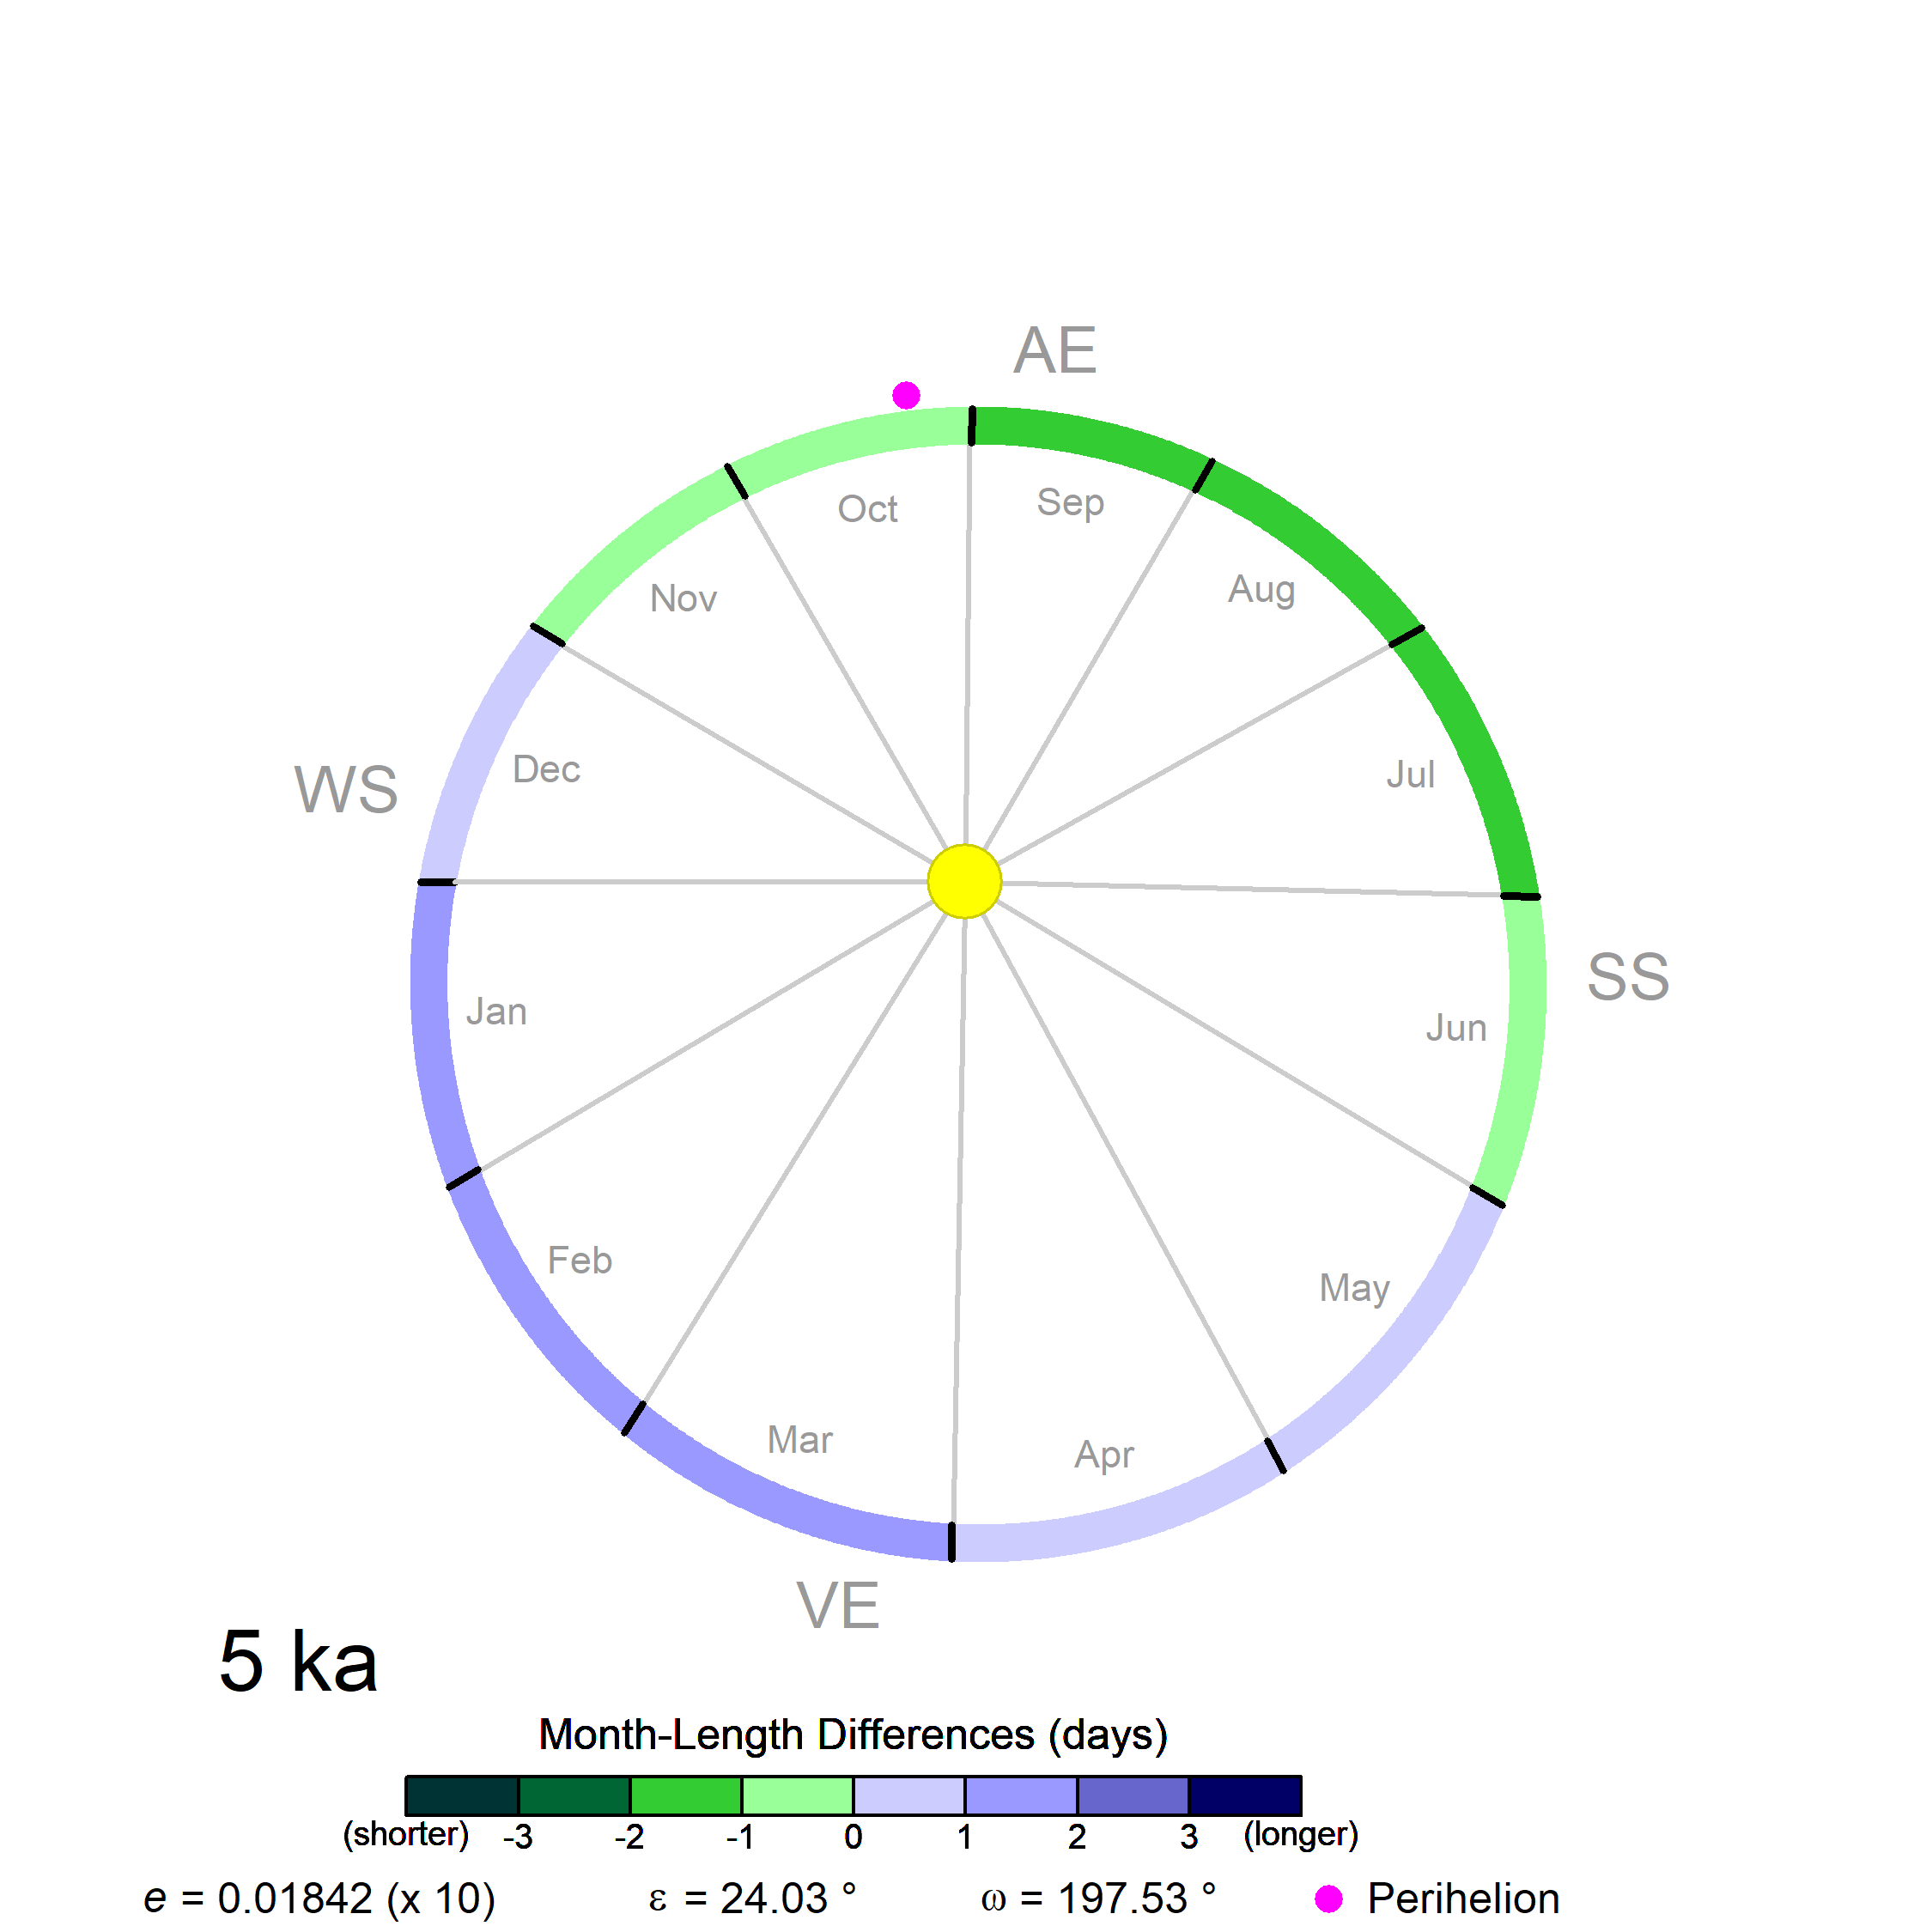 AE
Oct
Sep
Nov
Aug
WS
Dec
Jul
SS
Jan
Jun
Feb
May
Mar
Apr
VE
5 ka
Month-Length Differences (days)
(shorter) -3 -2 -1 0 1 2 3 (longer)
e = 0.01842 (x 10) ε = 24.03 ° ω = 197.53 ° Perihelion